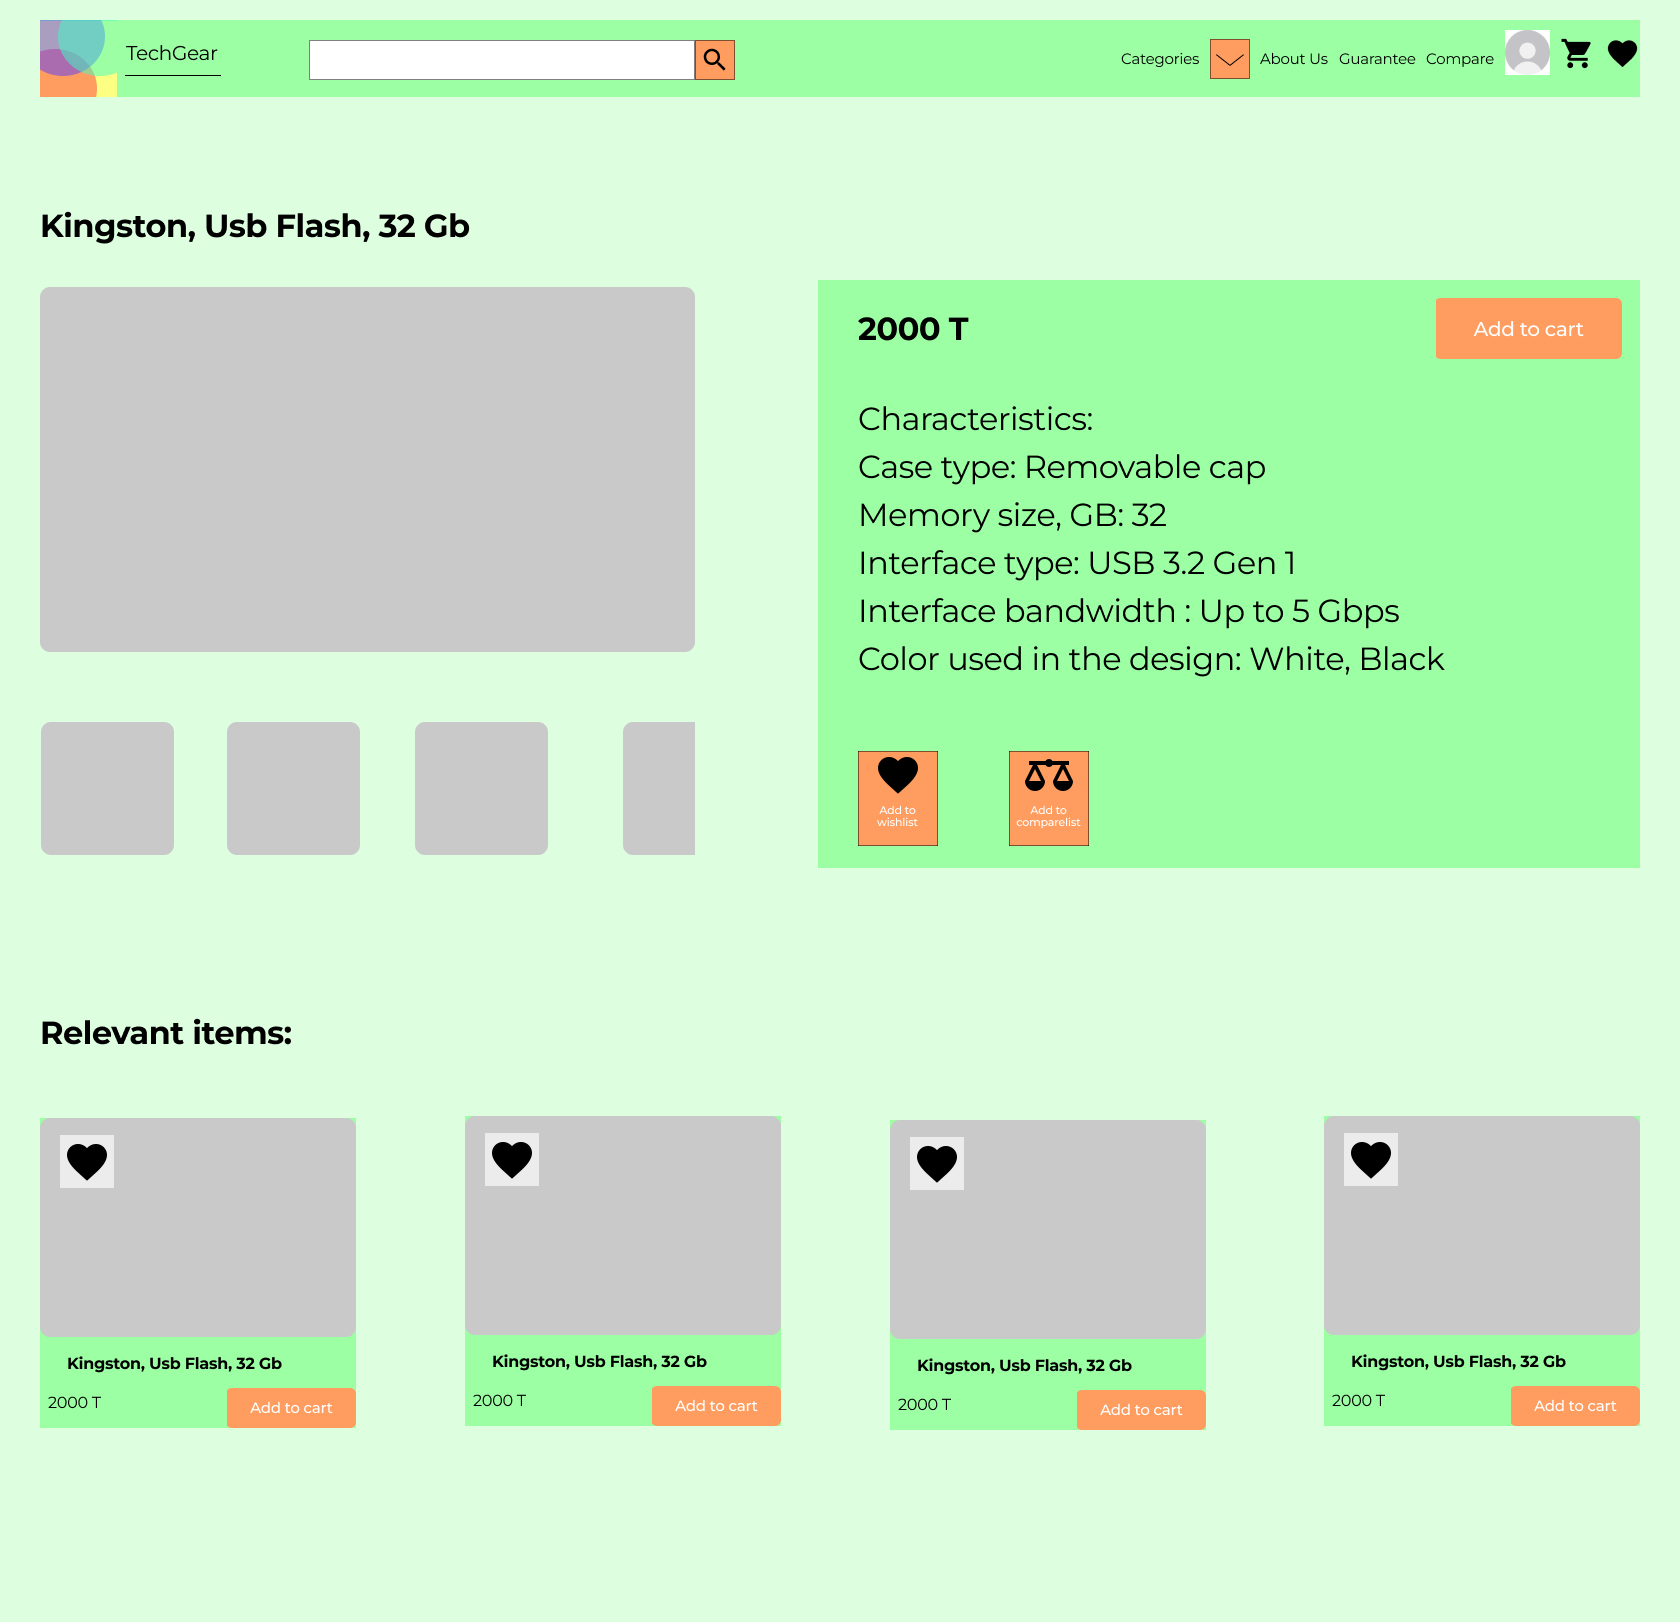 TechGear
Categories
About Us
Guarantee
Compare
Kingston, Usb Flash, 32 Gb
2000 T
Add to cart
Characteristics:
Case type: Removable cap
Memory size, GB: 32
Interface type: USB 3.2 Gen 1
Interface bandwidth : Up to 5 Gbps
Color used in the design: White, Black
Add to
wishlist
Add to
comparelist
Relevant items:
Kingston, Usb Flash, 32 Gb
2000 T
Add to cart
Kingston, Usb Flash, 32 Gb
2000 T
Add to cart
Kingston, Usb Flash, 32 Gb
2000 T
Add to cart
Kingston, Usb Flash, 32 Gb
2000 T
Add to cart